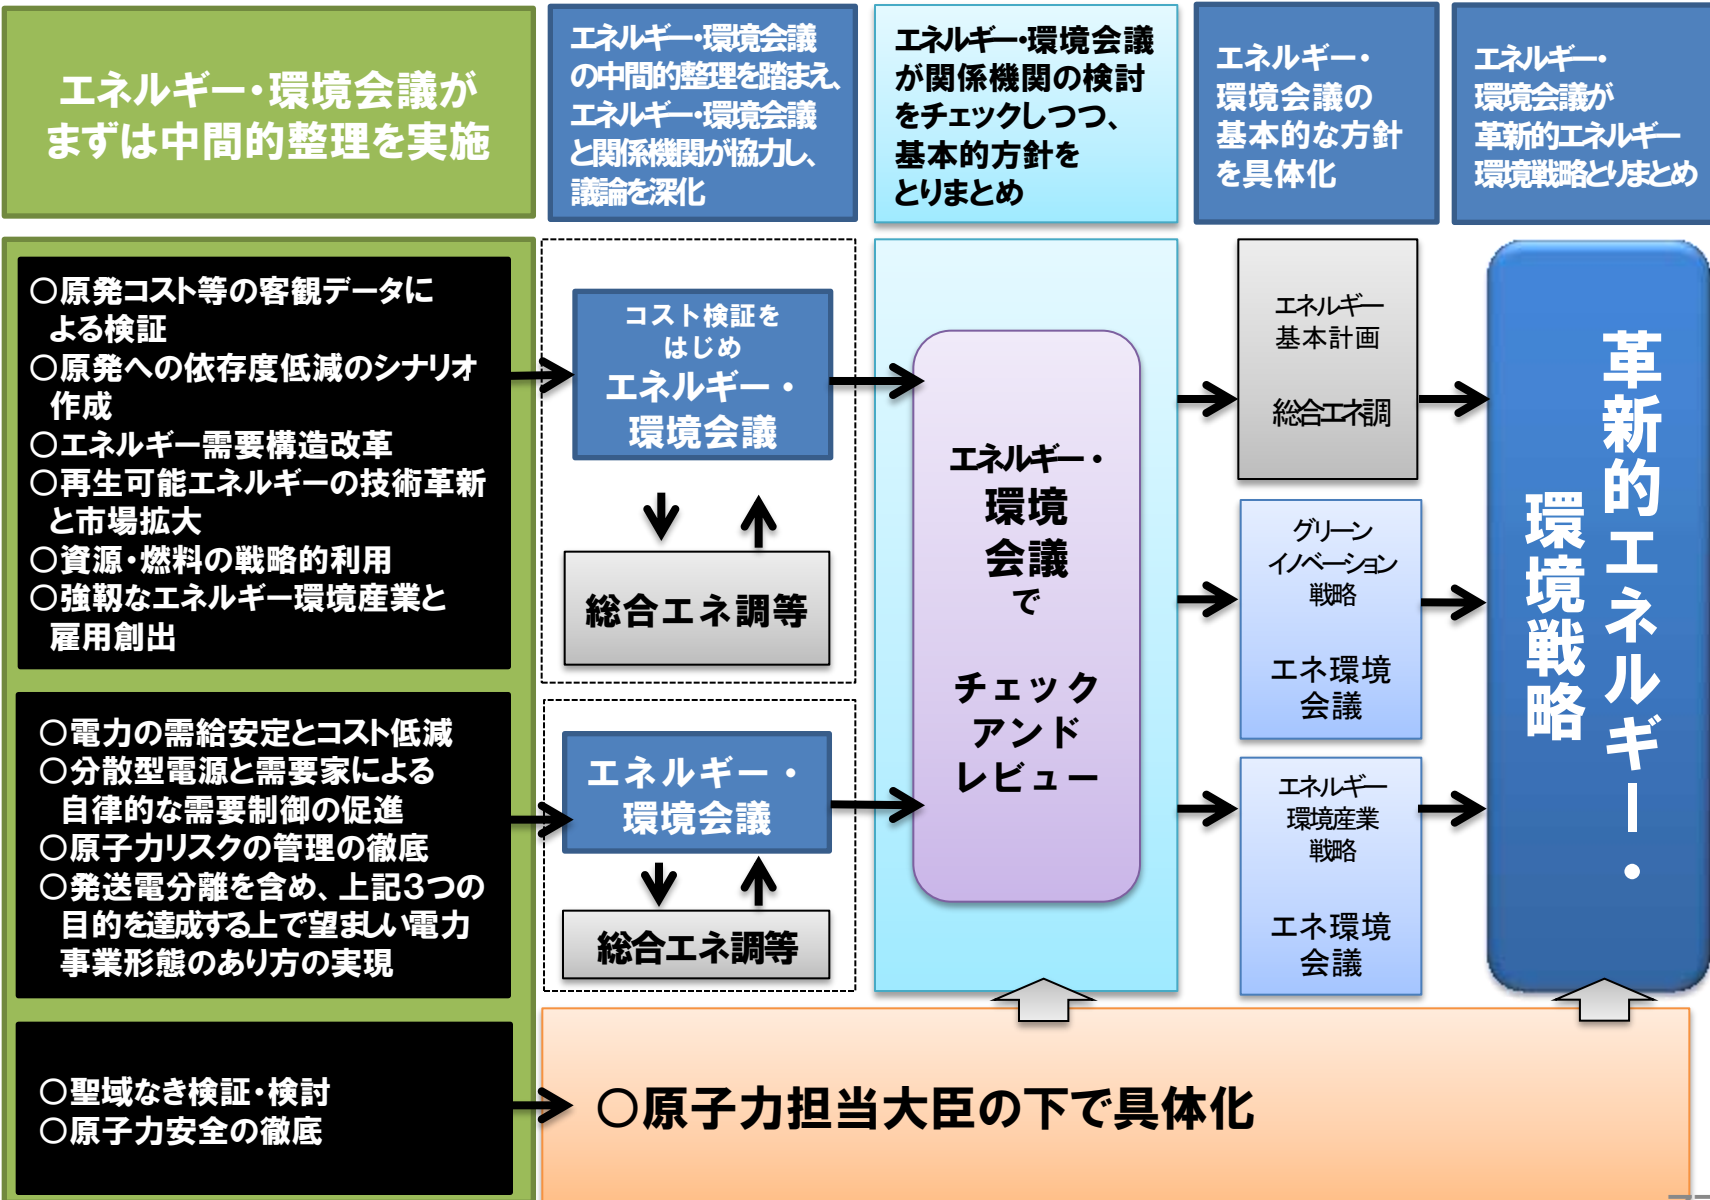 エネルギー・環境会議が
まずは中間的整理を実施
エネルギー・環境会議
の中間的整理を踏まえ、
エネルギー・環境会議
と関係機関が協力し、
議論を深化
エネルギー・環境会議
が関係機関の検討
をチェックしつつ、
基本的方針を
とりまとめ
エネルギー・
環境会議の
基本的な方針
を具体化
エネルギー・
環境会議が
革新的エネルギー
環境戦略とりまとめ
○原発コスト等の客観データに
よる検証
○原発への依存度低減のシナリオ
作成
○エネルギー需要構造改革
○再生可能エネルギーの技術革新
と市場拡大
○資源・燃料の戦略的利用
○強靭なエネルギー環境産業と
雇用創出
○電力の需給安定とコスト低減
○分散型電源と需要家による
自律的な需要制御の促進
○原子力リスクの管理の徹底
○発送電分離を含め、上記３つの
目的を達成する上で望ましい電力
事業形態のあり方の実現
○聖域なき検証・検討
○原子力安全の徹底
コスト検証を
はじめ
エネルギー・
環境会議
総合エネ調等
エネルギー・
環境会議
総合エネ調等
エネルギー・
環境
会議
で
チェック
アンド
レビュー
エネルギー
基本計画
総合エネ調
グリーン
イノベーション
戦略
エネ環境
会議
エネルギー
環境産業
戦略
エネ環境
会議
革新的エネルギー・
環境戦略
○原子力担当大臣の下で具体化